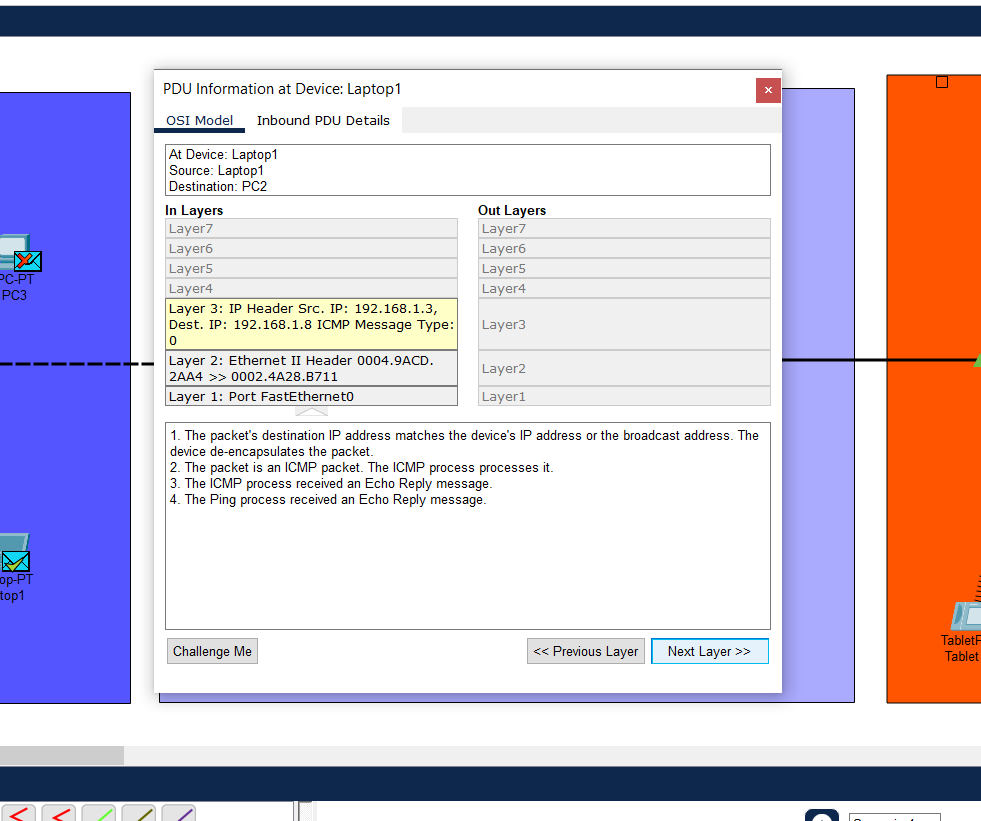 PDU Information at Device: Laptop1
OSI Model
Inbound PDU Details
At Device: Laptop1
Source: Laptop1
Destination: PC2
In Layers
Layer7
Layer6
Layer5
Layer4
Layer 3: IP Header Src. IP: 192.168.1.3,
Dest. IP: 192.168.1.8 ICMP Message Type:
0
Layer 2: Ethernet II Header 0004.9ACD.
2AA4 >> 0002.4A28.B711
Layer 1: Port FastEthernet0
Out Layers
Layer7
Layer6
Layer5
Layer4
Layer3
Layer2
Layer1
1. The packet's destination IP address matches the device's IP address or the broadcast address. The
device de-encapsulates the packet.
2. The packet is an ICMP packet. The ICMP process processes it.
3. The ICMP process received an Echo Reply message.
4. The Ping process received an Echo Reply message.
Challenge Me
<< Previous Layer
Next Layer >>
PC-PT
PC3
op-PT
top1
TabletP
Tablet